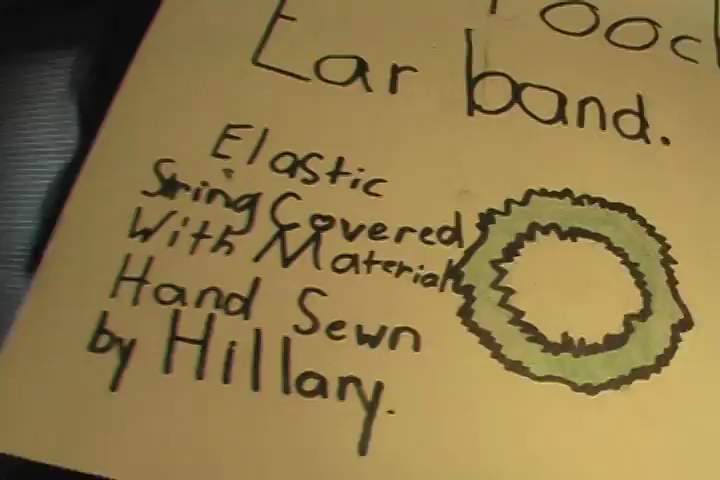 Ear band.
Elastic
String Covered
With Material
Hand Sewn
by Hillary.